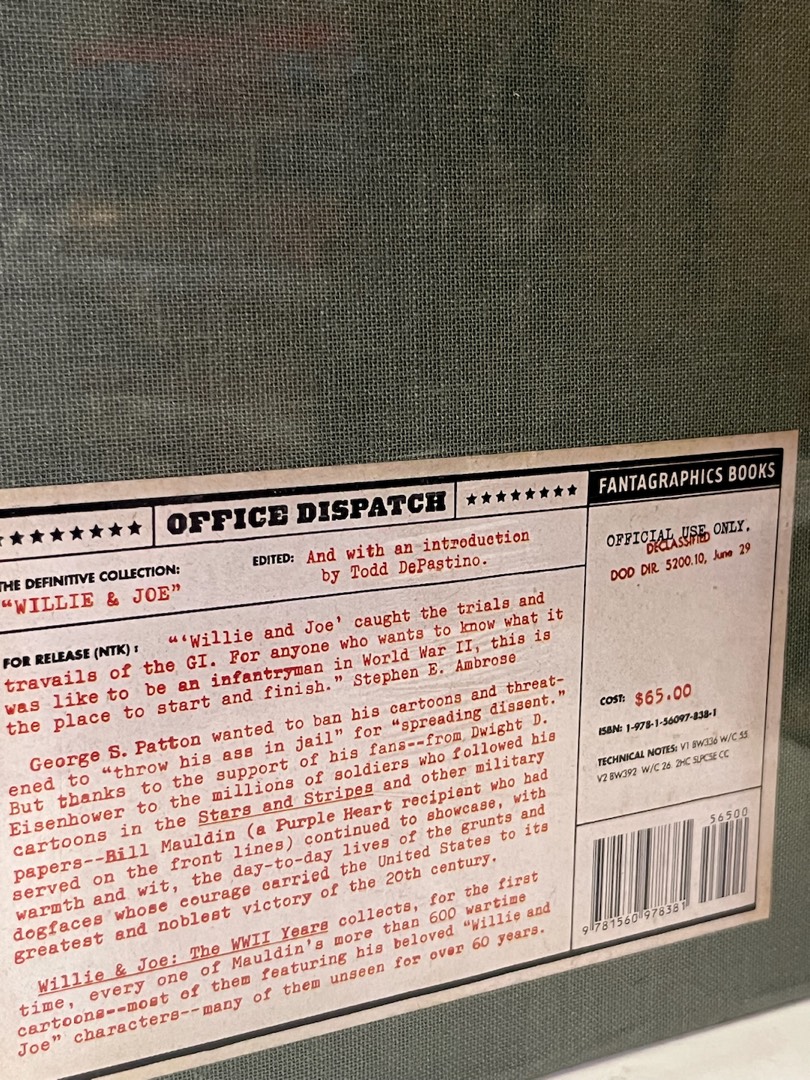 ★★★★★★★★ OFFICE DISPATCH ★★★★★★★★
FANTAGRAPHICS BOOKS
THE DEFINITIVE COLLECTION:
"WILLIE & JOE"
EDITED: And with an introduction
by Todd DePastino.
FOR RELEASE (NTK): "'Willie and Joe' caught the trials and
travails of the GI. For anyone who wants to know what it
was like to be an infantryman in World War II, this is
the place to start and finish." Stephen E. Ambrose
George S. Patton wanted to ban his cartoons and threat-
ened to "throw his ass in jail" for "spreading dissent."
But thanks to the support of his fans--from Dwight D.
Eisenhower to the millions of soldiers who followed his
cartoons in the Stars and Stripes and other military
papers--Bill Mauldin (a Purple Heart recipient who had
served on the front lines) continued to showcase, with
warmth and wit, the day-to-day lives of the grunts and
dogfaces whose courage carried the United States to its
greatest and noblest victory of the 20th century.
Willie & Joe: The WWII Years collects, for the first
time, every one of Mauldin's more than 600 wartime
cartoons--most of them featuring his beloved "Willie and
Joe" characters--many of them unseen for over 60 years.
OFFICIAL USE ONLY.
DECLASSIFIED
DOD DIR. 5200.10, June 29
COST: $65.00
ISBN: 1-978-1-56097-838-1
TECHNICAL NOTES: V1 BW336 W/C 55
V2 BW392 W/C 26 2HC SLPCSE CC
56500
9 781560 978381